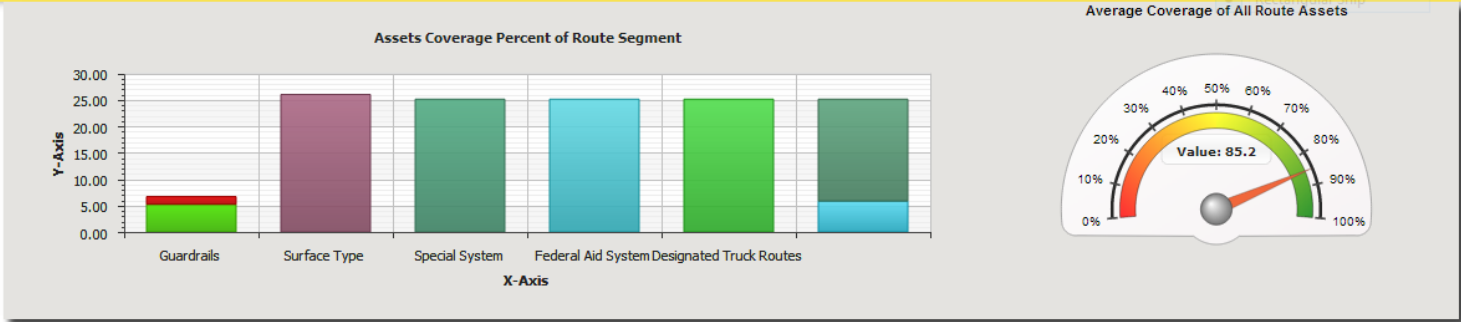 Average Coverage of All Route Assets
Assets Coverage Percent of Route Segment
30.00
25.00
20.00
15.00
10.00
5.00
0.00
Y-Axis
Guardrails
Surface Type
Special System
Federal Aid System
Designated Truck Routes
X-Axis
0%
10%
20%
30%
40%
50%
60%
70%
80%
90%
100%
Value: 85.2